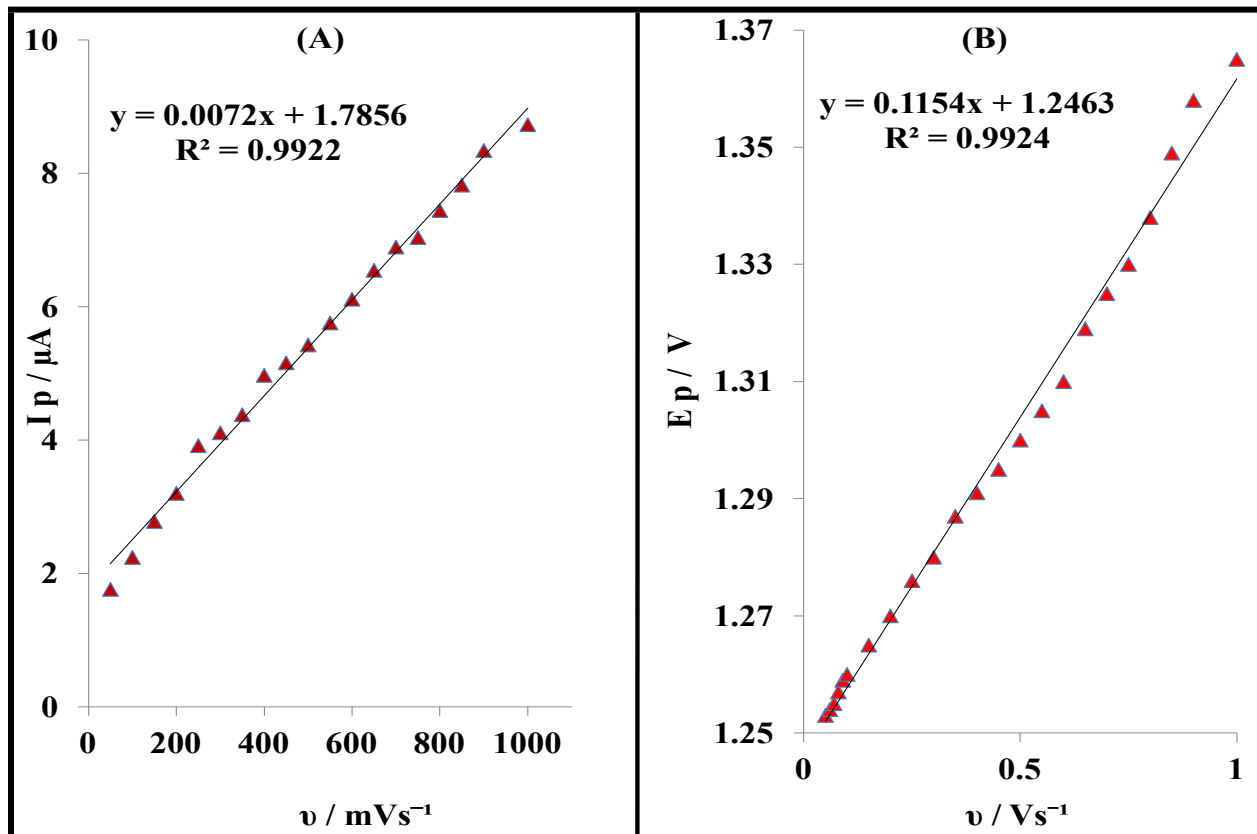 (A)
y = 0.0072x + 1.7856
R² = 0.9922
I p / μA
10
8
6
4
2
0
0 200 400 600 800 1000
υ / mVs⁻¹
(B)
y = 0.1154x + 1.2463
R² = 0.9924
E p / V
1.37
1.35
1.33
1.31
1.29
1.27
1.25
0 0.5 1
υ / Vs⁻¹